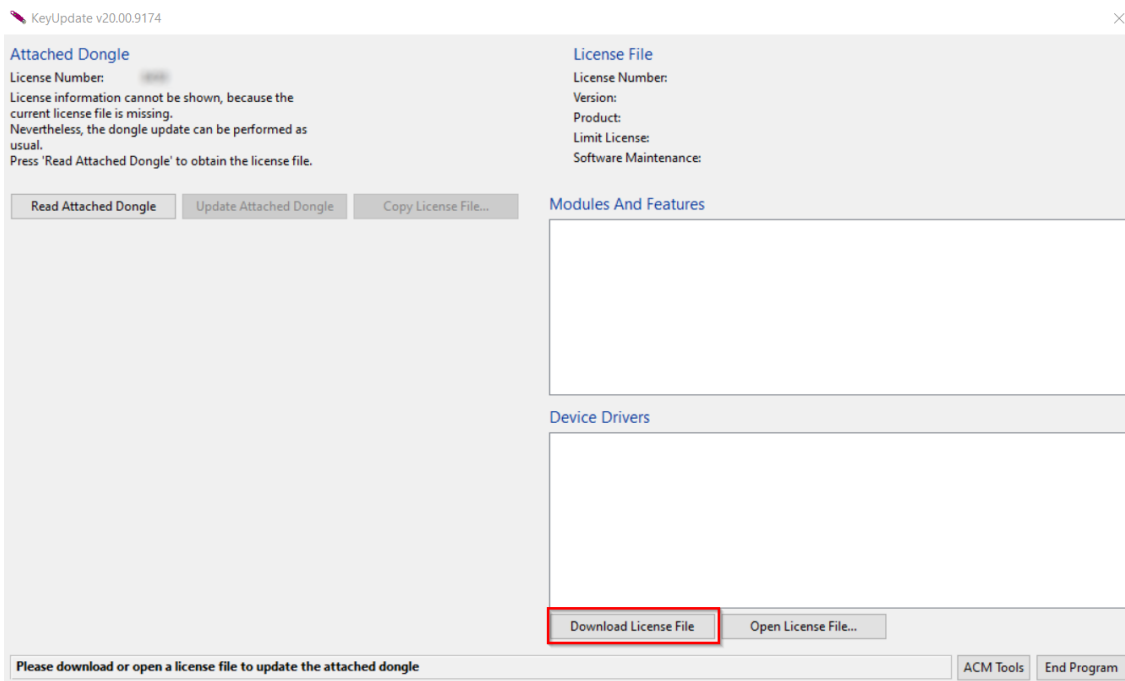 KeyUpdate v20.00.9174
Attached Dongle
License Number:
License information cannot be shown, because the
current license file is missing.
Nevertheless, the dongle update can be performed as
usual.
Press 'Read Attached Dongle' to obtain the license file.
Read Attached Dongle
Update Attached Dongle
Copy License File...
License File
License Number:
Version:
Product:
Limit License:
Software Maintenance:
Modules And Features
Device Drivers
Download License File
Open License File...
Please download or open a license file to update the attached dongle
ACM Tools
End Program